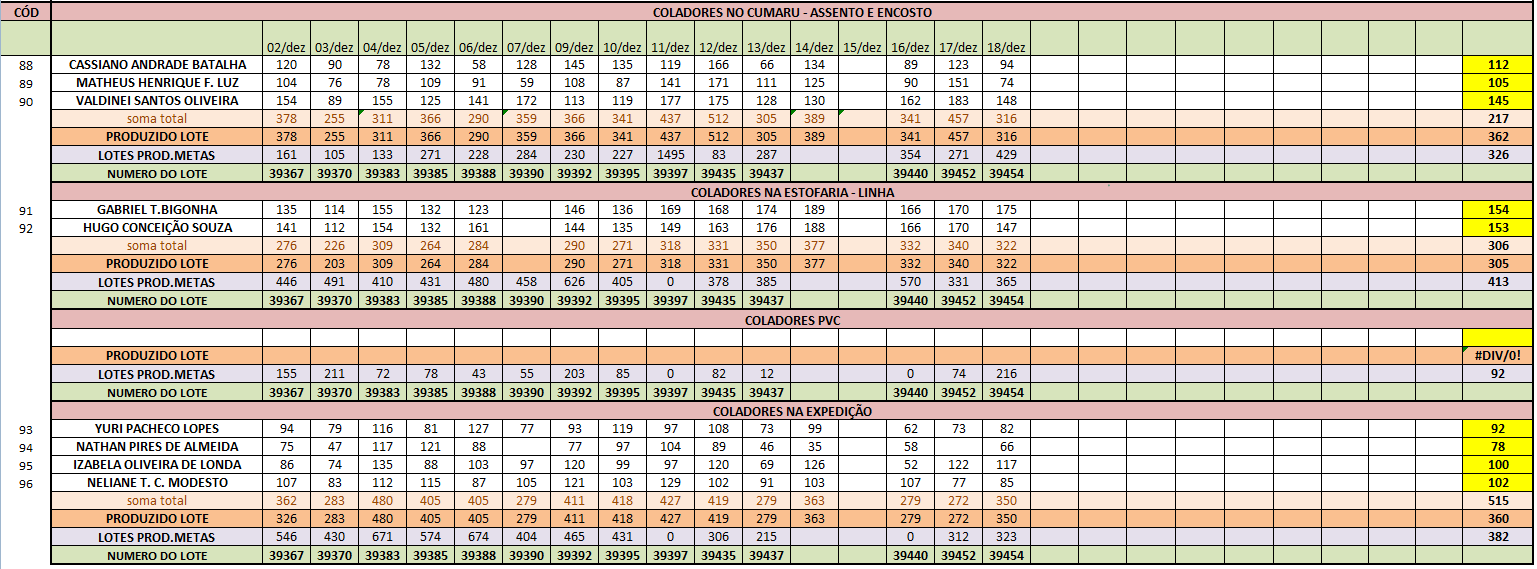 CÓD COLADORES NO CUMARU - ASSENTO E ENCOSTO
02/dez 03/dez 04/dez 05/dez 06/dez 07/dez 09/dez 10/dez 11/dez 12/dez 13/dez 14/dez 15/dez 16/dez 17/dez 18/dez
88 CASSIANO ANDRADE BATALHA 120 90 78 132 58 128 145 135 119 166 66 134 89 123 94 112
89 MATHEUS HENRIQUE F. LUZ 104 76 78 109 91 59 108 87 141 171 111 125 90 151 74 105
90 VALDINEI SANTOS OLIVEIRA 154 89 155 125 141 172 113 119 177 175 128 130 162 183 148 145
soma total 378 255 311 366 290 359 366 341 437 512 305 389 341 457 316 217
PRODUZIDO LOTE 378 255 311 366 290 359 366 341 437 512 305 389 341 457 316 362
LOTES PROD.METAS 161 105 133 271 228 284 230 227 1495 83 287 354 271 429 326
NUMERO DO LOTE 39367 39370 39383 39385 39388 39390 39392 39395 39397 39435 39437 39440 39452 39454
COLADORES NA ESTOFARIA - LINHA
91 GABRIEL T.BIGONHA 135 114 155 132 123 146 136 169 168 174 189 166 170 175 154
92 HUGO CONCEIÇÃO SOUZA 141 112 154 132 161 144 135 149 163 176 188 166 170 147 153
soma total 276 226 309 264 284 290 271 318 331 350 377 332 340 322 306
PRODUZIDO LOTE 276 203 309 264 284 290 271 318 331 350 377 332 340 322 305
LOTES PROD.METAS 446 491 410 431 480 458 626 405 0 378 385 570 331 365 413
NUMERO DO LOTE 39367 39370 39383 39385 39388 39390 39392 39395 39397 39435 39437 39440 39452 39454
COLADORES PVC
PRODUZIDO LOTE #DIV/0!
LOTES PROD.METAS 155 211 72 78 43 55 203 85 0 82 12 0 74 216 92
NUMERO DO LOTE 39367 39370 39383 39385 39388 39390 39392 39395 39397 39435 39437 39440 39452 39454
COLADORES NA EXPEDIÇÃO
93 YURI PACHECO LOPES 94 79 116 81 127 77 93 119 97 108 73 99 62 73 82 92
94 NATHAN PIRES DE ALMEIDA 75 47 117 121 88 77 97 104 89 46 35 58 66 78
95 IZABELA OLIVEIRA DE LONDA 86 74 135 88 103 97 120 99 97 120 69 126 52 122 117 100
96 NELIANE T. C. MODESTO 107 83 112 115 87 105 121 103 129 102 91 103 107 77 85 102
soma total 362 283 480 405 405 279 411 418 427 419 279 363 279 272 350 515
PRODUZIDO LOTE 326 283 480 405 405 279 411 418 427 419 279 363 279 272 350 360
LOTES PROD.METAS 546 430 671 574 674 404 465 431 0 306 215 0 312 323 382
NUMERO DO LOTE 39367 39370 39383 39385 39388 39390 39392 39395 39397 39435 39437 39440 39452 39454